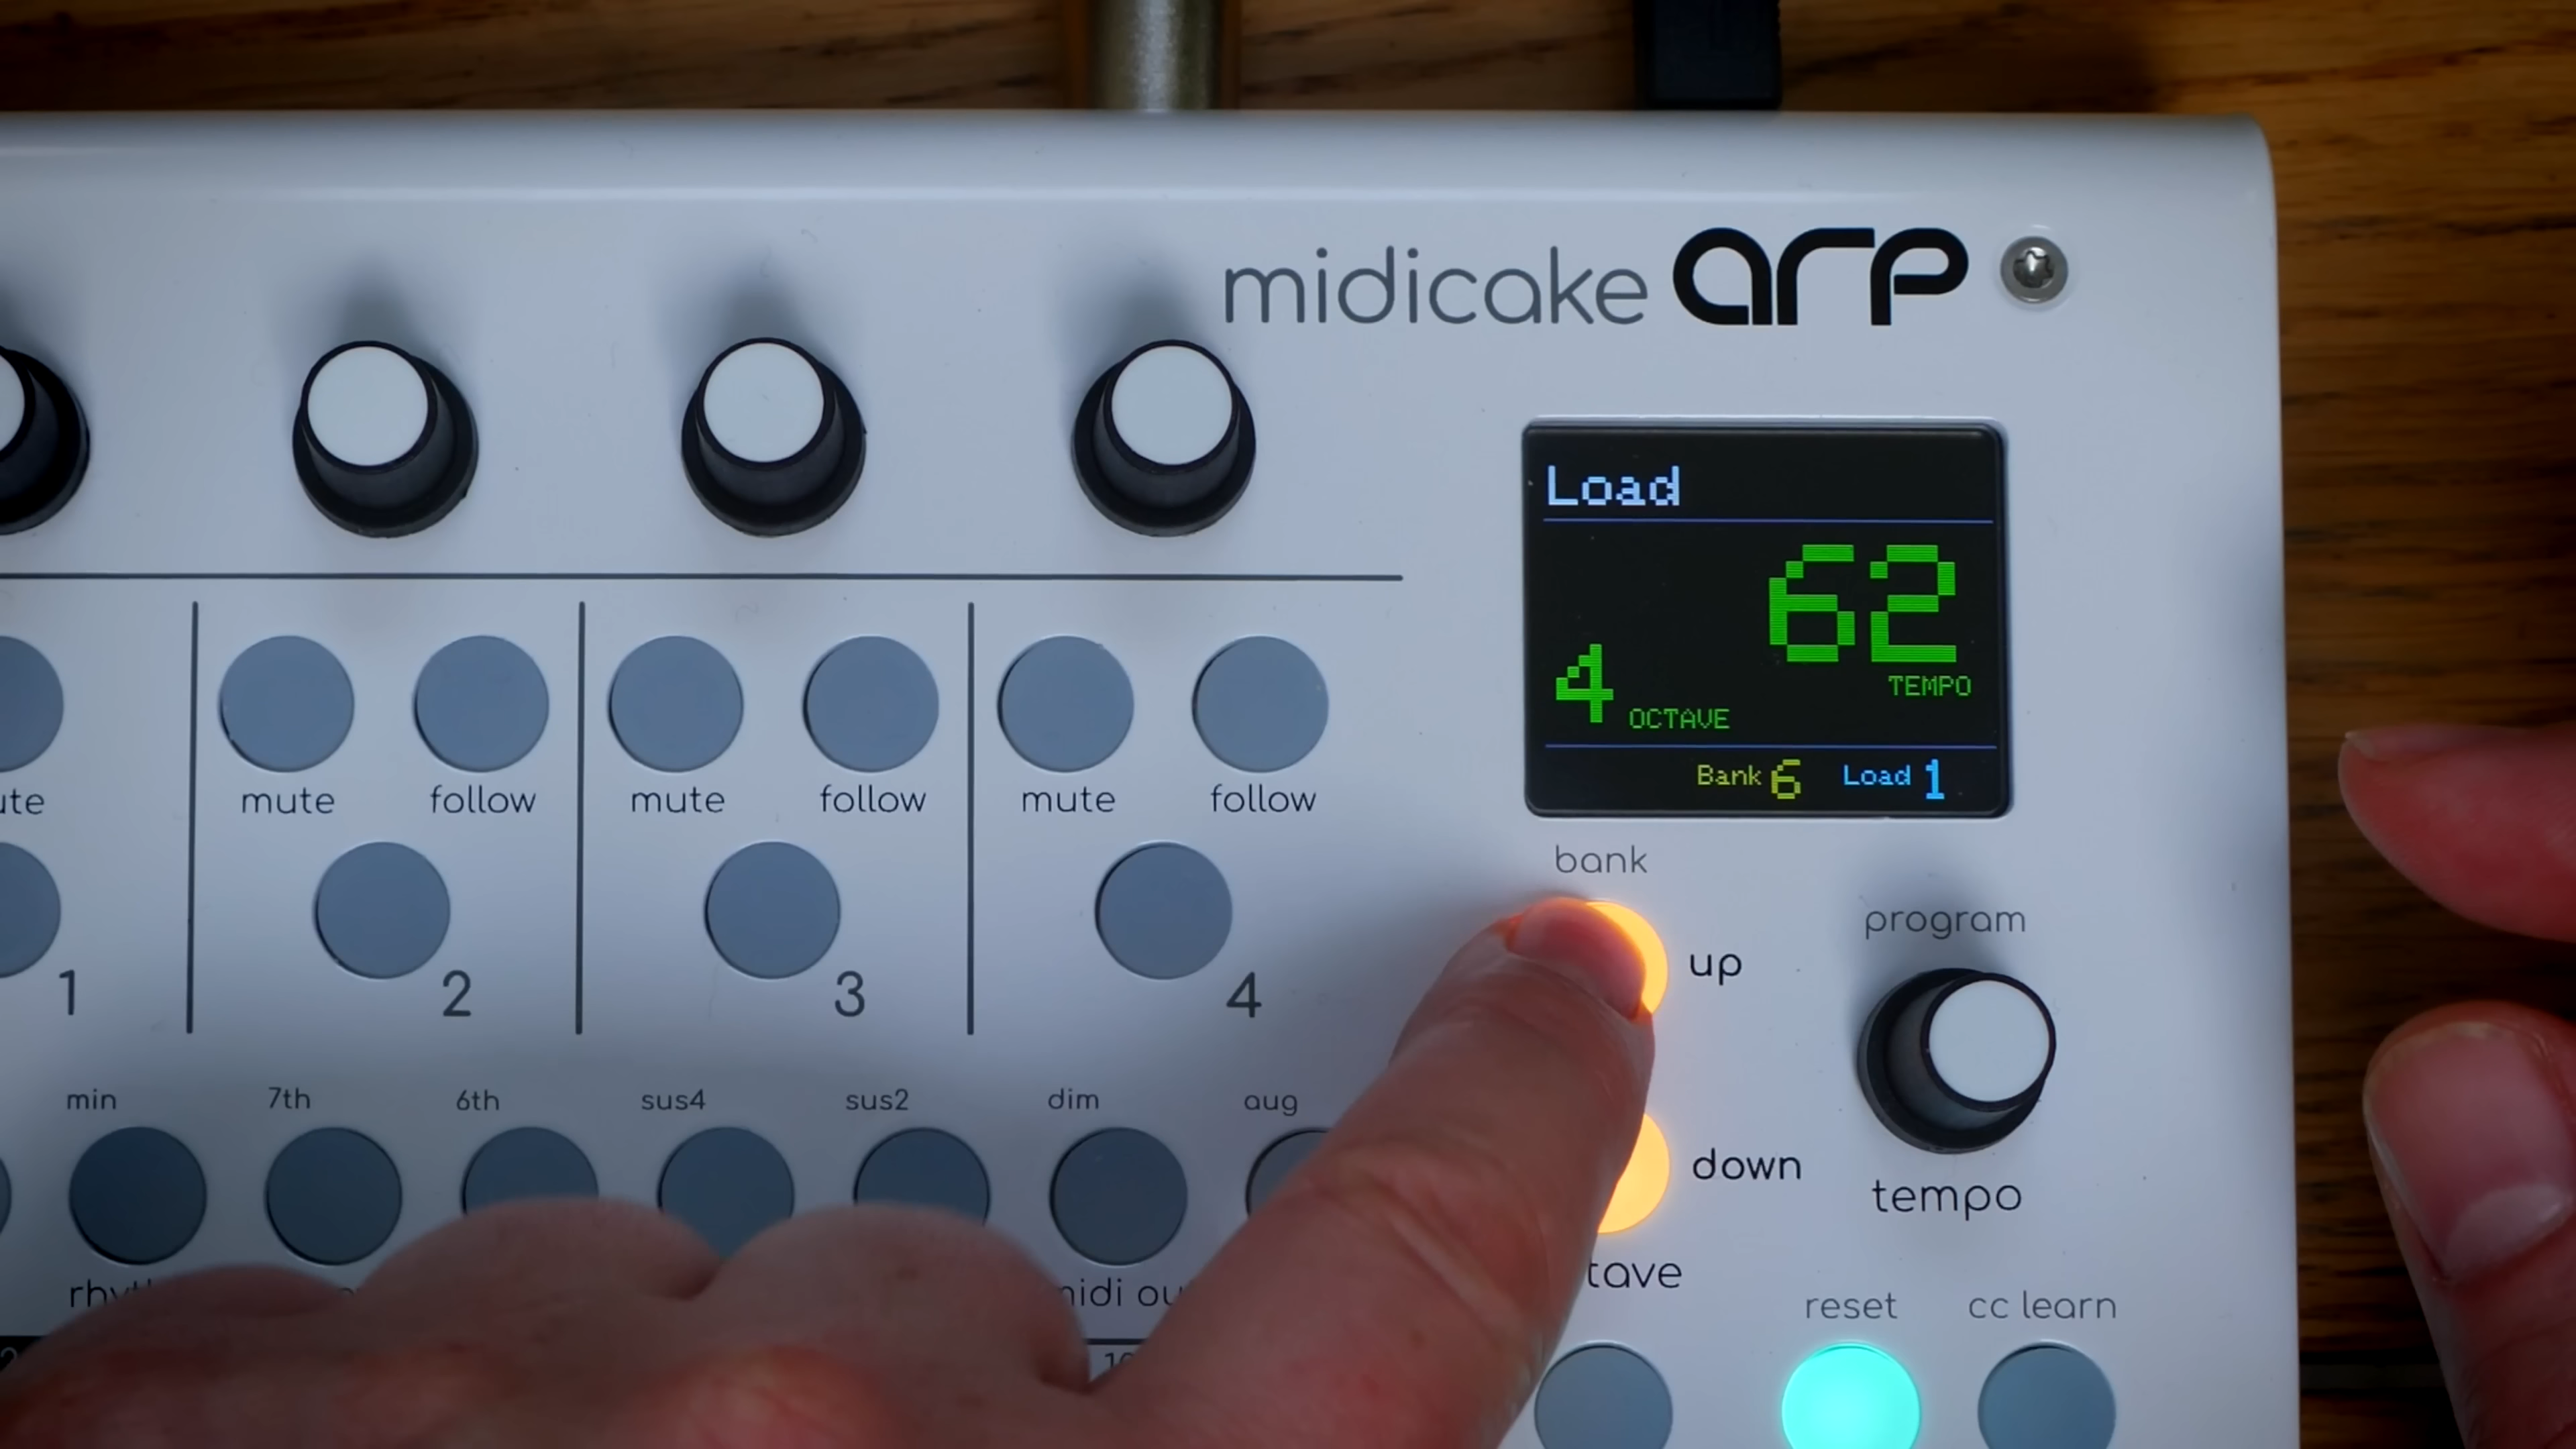 midicake arp
Load
62
TEMPO
4 OCTAVE
Bank 6 Load 1
mute follow mute follow mute follow
bank
up
program
1 2 3 4
min 7th 6th sus4 sus2 dim aug
down
tempo
reset cc learn